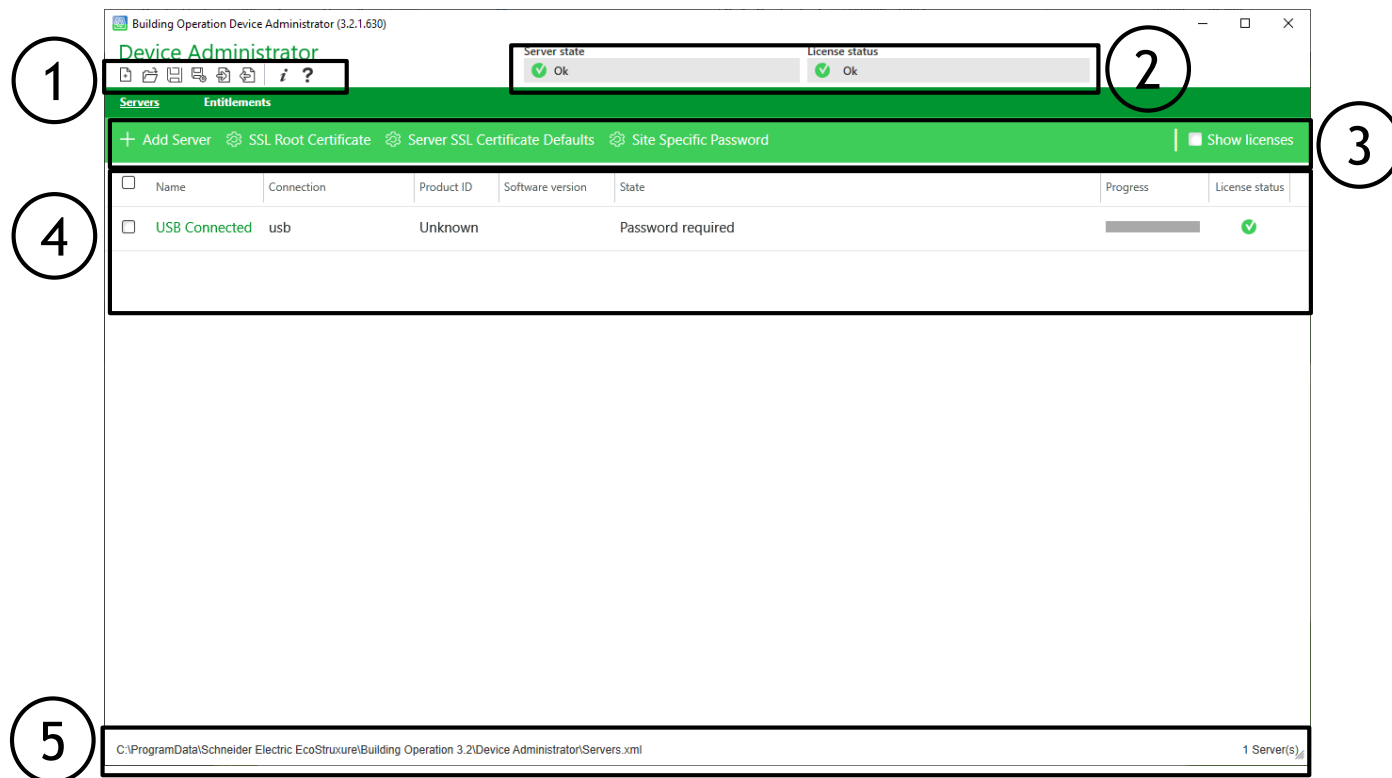 Building Operation Device Administrator (3.2.1.630)
Device Administrator
Server state License status
Ok Ok
1
2
Servers Entitlements
Add Server SSL Root Certificate Server SSL Certificate Defaults Site Specific Password Show licenses
3
Name Connection Product ID Software version State Progress License status
4
USB Connected usb Unknown Password required
5
C:\ProgramData\Schneider Electric EcoStruxure\Building Operation 3.2\Device Administrator\Servers.xml 1 Server(s)